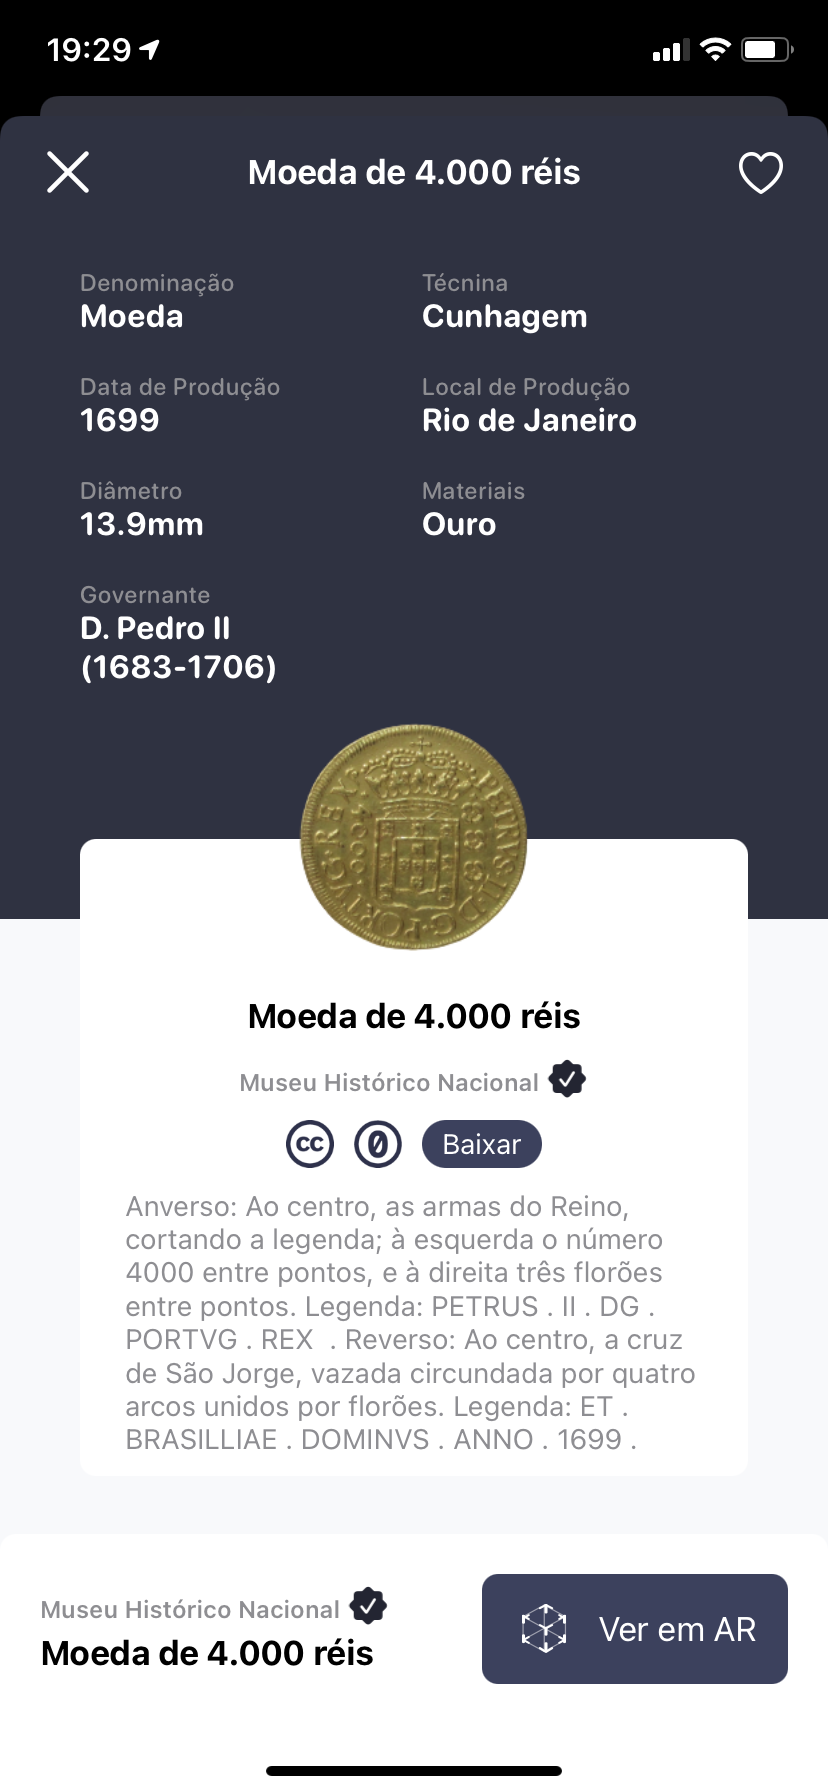 19:29
Moeda de 4.000 réis
Denominação
Moeda
Técnina
Cunhagem
Data de Produção
1699
Local de Produção
Rio de Janeiro
Diâmetro
13.9mm
Materiais
Ouro
Governante
D. Pedro II
(1683-1706)
PETRVS·II·D·G·PORTVG·REX
4000
Moeda de 4.000 réis
Museu Histórico Nacional
cc 0 Baixar
Anverso: Ao centro, as armas do Reino,
cortando a legenda; à esquerda o número
4000 entre pontos, e à direita três florões
entre pontos. Legenda: PETRUS . II . DG .
PORTVG . REX  . Reverso: Ao centro, a cruz
de São Jorge, vazada circundada por quatro
arcos unidos por florões. Legenda: ET .
BRASILLIAE . DOMINVS . ANNO . 1699 .
Museu Histórico Nacional
Moeda de 4.000 réis
Ver em AR